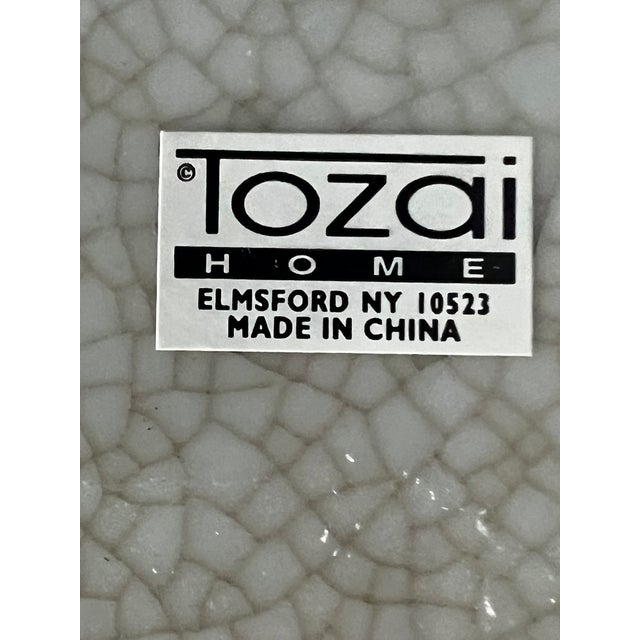 © Tozai
HOME
ELMSFORD NY 10523
MADE IN CHINA